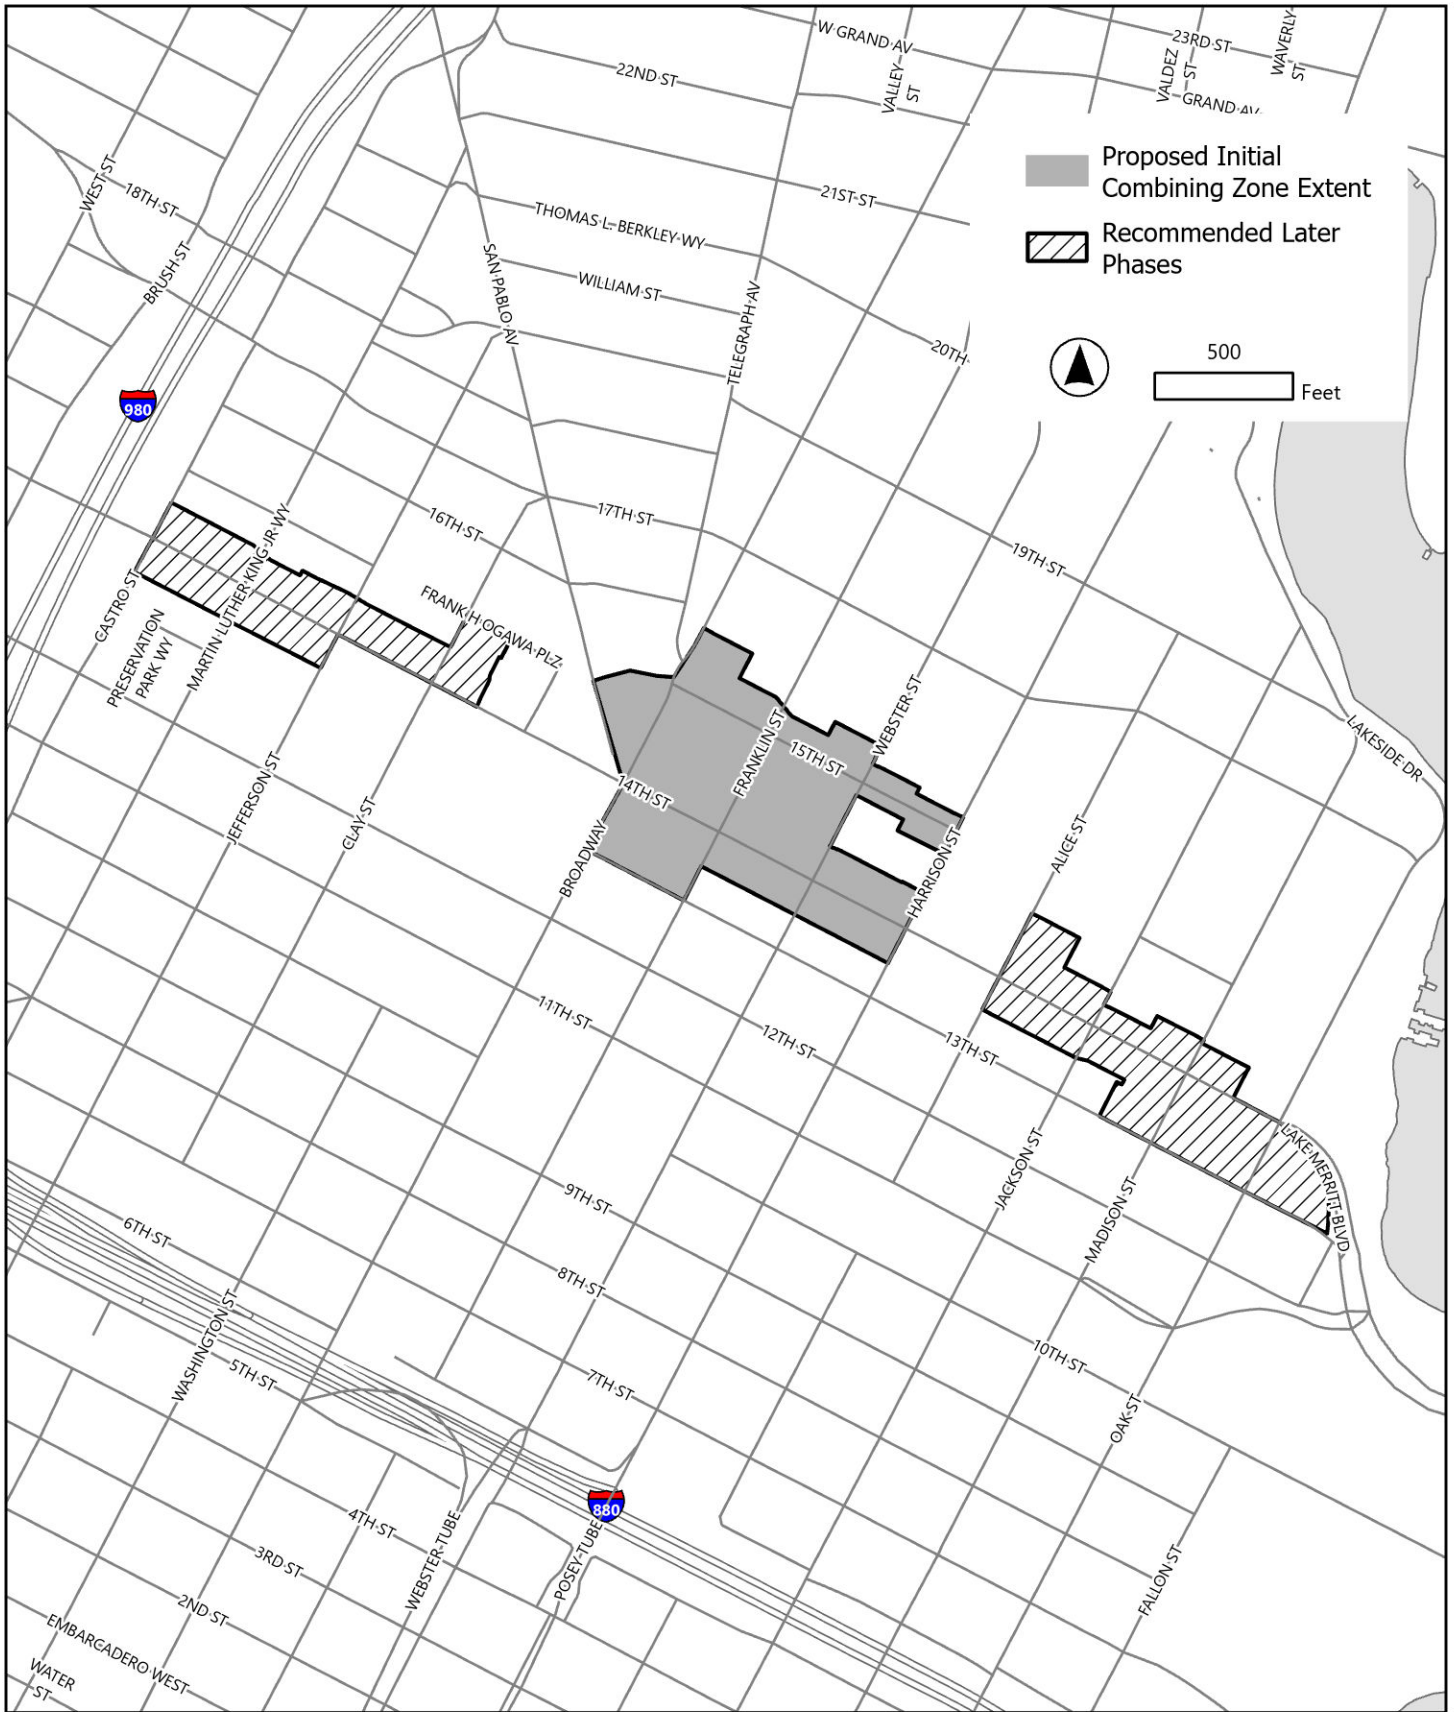 W GRAND AV
23RD ST
WAVERLY
ST
VALDEZ
ST
VALLEY
ST
22ND ST
GRAND AV
Proposed Initial
Combining Zone Extent
Recommended Later
Phases
500
Feet
WEST ST
18TH ST
21ST ST
THOMAS L. BERKLEY WY
BRUSH ST
SAN PABLO AV
WILLIAM ST
TELEGRAPH AV
20TH
980
16TH ST
17TH ST
19TH ST
CASTRO ST
PRESERVATION
PARK WY
MARTIN LUTHER KING JR WY
FRANK H OGAWA PLZ
WEBSTER ST
FRANKLIN ST
15TH ST
LAKESIDE DR
14TH ST
JEFFERSON ST
CLAY ST
BROADWAY
HARRISON ST
ALICE ST
11TH ST
12TH ST
13TH ST
LAKE MERRITT BLVD
JACKSON ST
MADISON ST
9TH ST
6TH ST
8TH ST
WASHINGTON ST
5TH ST
7TH ST
10TH ST
OAK ST
880
4TH ST
WEBSTER TUBE
POSEY TUBE
FALLON ST
3RD ST
2ND ST
EMBARCADERO WEST
WATER
ST